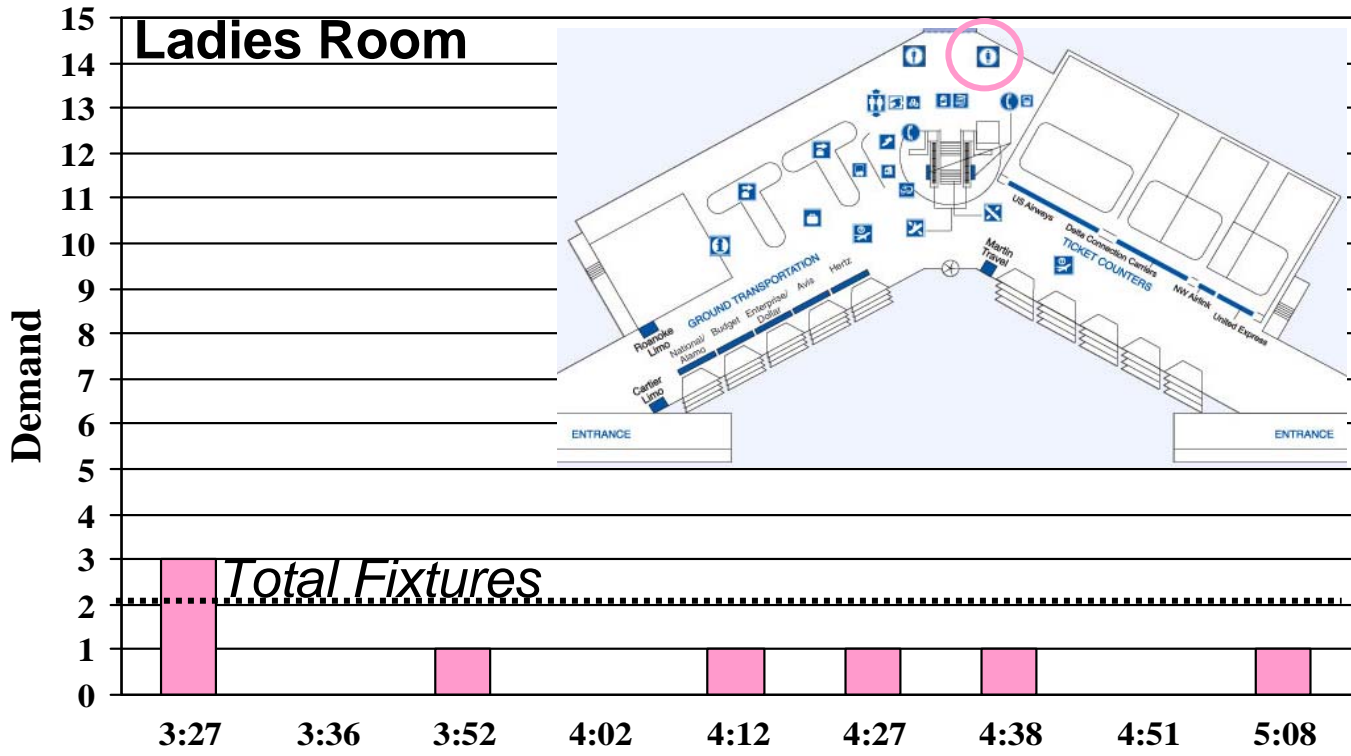 Ladies Room
15
14
13
12
11
10
9
8
7
6
5
4
3
2
1
0
Demand
Total Fixtures
3:27 3:36 3:52 4:02 4:12 4:27 4:38 4:51 5:08
US Airways
Delta Connection Carriers
TICKET COUNTERS
NW Airlink
United Express
Martin
Travel
GROUND TRANSPORTATION
Hertz
Avis
Enterprise/
Dollar
Budget
National/
Alamo
Roanoke
Limo
Cartier
Limo
ENTRANCE
ENTRANCE